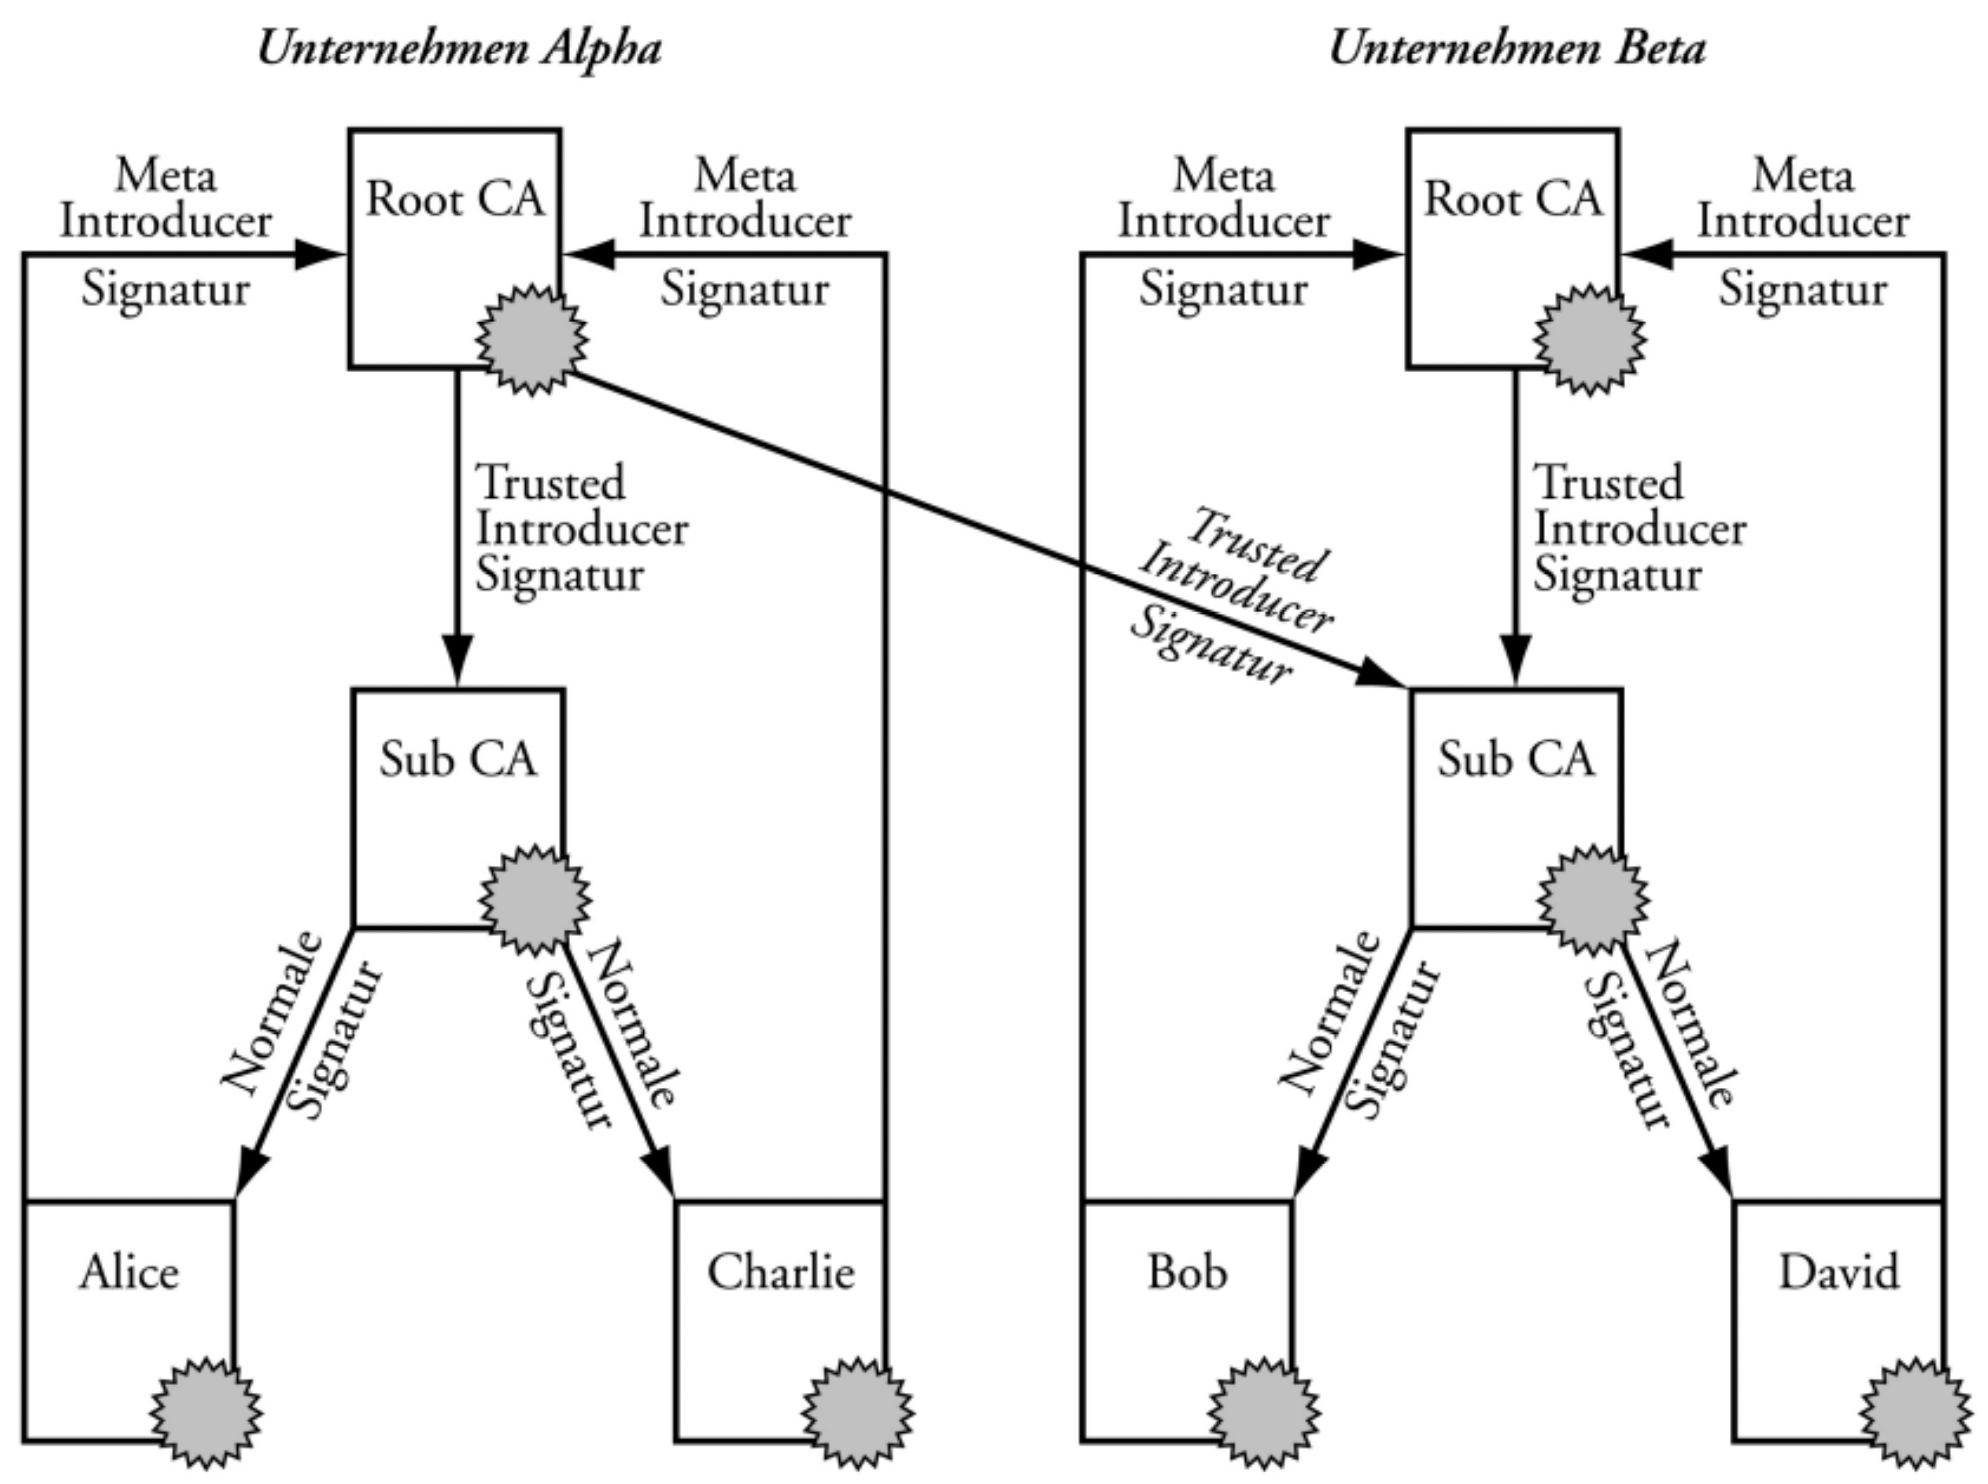 Unternehmen Alpha
Unternehmen Beta
Meta
Introducer
Signatur
Root CA
Meta
Introducer
Signatur
Meta
Introducer
Signatur
Root CA
Meta
Introducer
Signatur
Trusted
Introducer
Signatur
Trusted
Introducer
Signatur
Trusted
Introducer
Signatur
Sub CA
Sub CA
Normale
Signatur
Normale
Signatur
Normale
Signatur
Normale
Signatur
Alice
Charlie
Bob
David